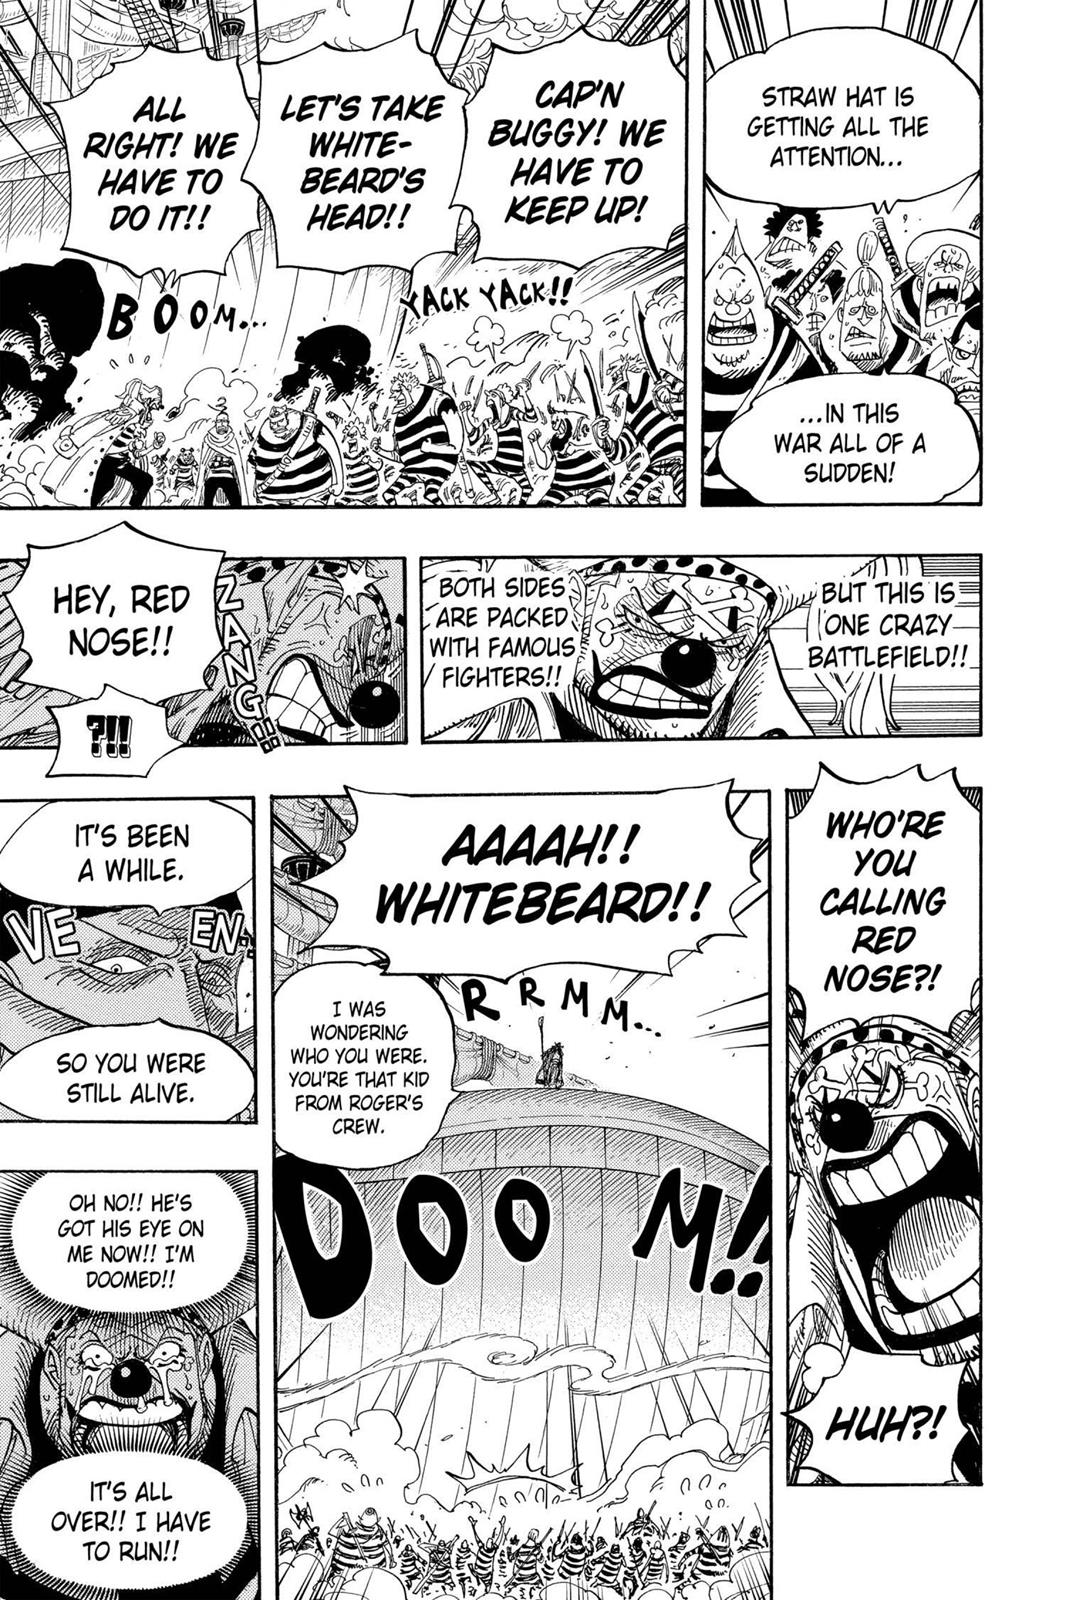 STRAW HAT IS
GETTING ALL THE
ATTENTION...
...IN THIS
WAR ALL OF A
SUDDEN!
CAP'N
BUGGY! WE
HAVE TO
KEEP UP!
LET'S TAKE
WHITE-
BEARD'S
HEAD!!
ALL
RIGHT! WE
HAVE TO
DO IT!!
YACK YACK!!
BOOM...
BUT THIS IS
ONE CRAZY
BATTLEFIELD!!
BOTH SIDES
ARE PACKED
WITH FAMOUS
FIGHTERS!!
HEY, RED
NOSE!!
ZANG!!
?!!
WHO'RE
YOU
CALLING
RED
NOSE?!
HUH?!
AAAAH!!
WHITEBEARD!!
RRMM...
I WAS
WONDERING
WHO YOU WERE.
YOU'RE THAT KID
FROM ROGER'S
CREW.
DOOM!!
IT'S BEEN
A WHILE.
VEEN..
SO YOU WERE
STILL ALIVE.
OH NO!! HE'S
GOT HIS EYE ON
ME NOW!! I'M
DOOMED!!
IT'S ALL
OVER!! I HAVE
TO RUN!!